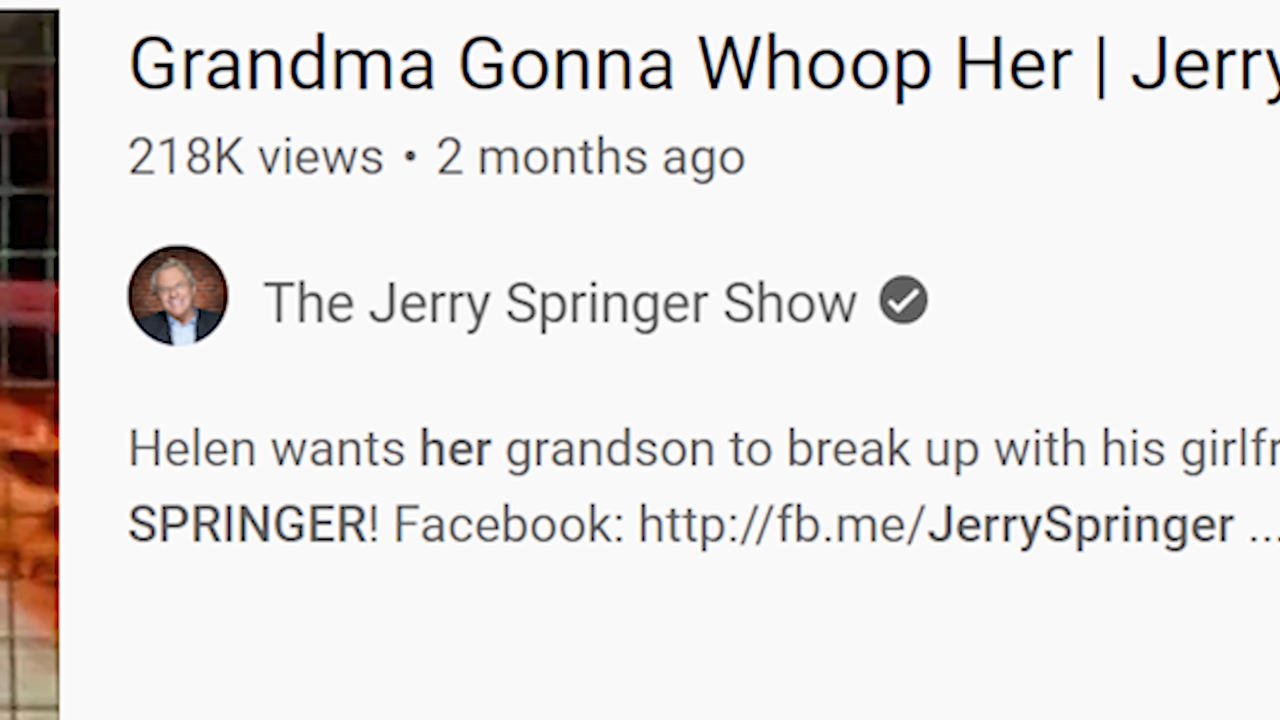 Grandma Gonna Whoop Her | Jerry
218K views • 2 months ago
The Jerry Springer Show
Helen wants her grandson to break up with his girlfr
SPRINGER! Facebook: http://fb.me/JerrySpringer ...